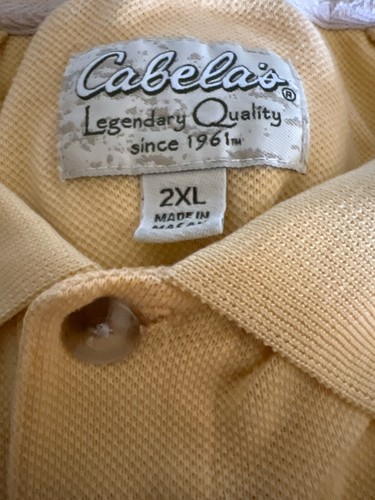 Cabela's®
Legendary Quality
since 1961™
2XL
MADE IN